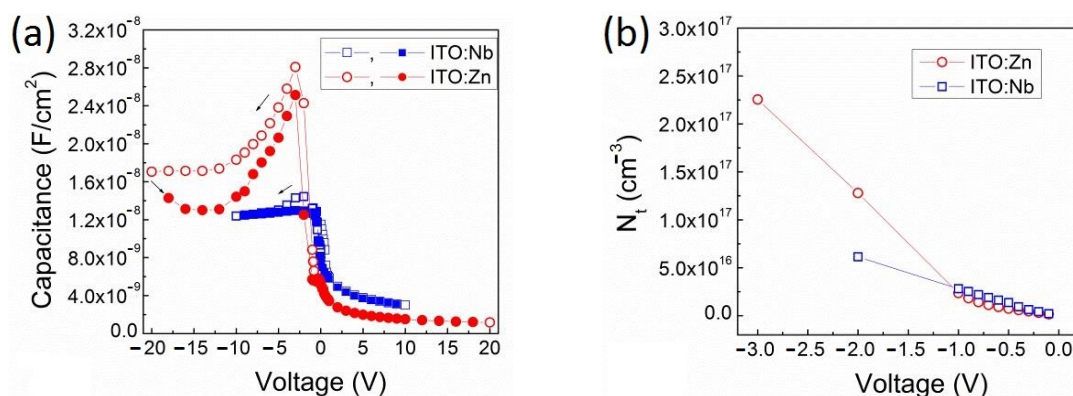 (a)
3.2x10⁻⁸
2.8x10⁻⁸
2.4x10⁻⁸
2.0x10⁻⁸
1.6x10⁻⁸
1.2x10⁻⁸
8.0x10⁻⁹
4.0x10⁻⁹
0.0
Capacitance (F/cm²)
, ITO:Nb
, ITO:Zn
−20 −15 −10 −5 0 5 10 15 20
Voltage (V)
(b)
3.0x10¹⁷
2.5x10¹⁷
2.0x10¹⁷
1.5x10¹⁷
1.0x10¹⁷
5.0x10¹⁶
0.0
Nₜ (cm⁻³)
ITO:Zn
ITO:Nb
−3.0 −2.5 −2.0 −1.5 −1.0 −0.5 0.0
Voltage (V)